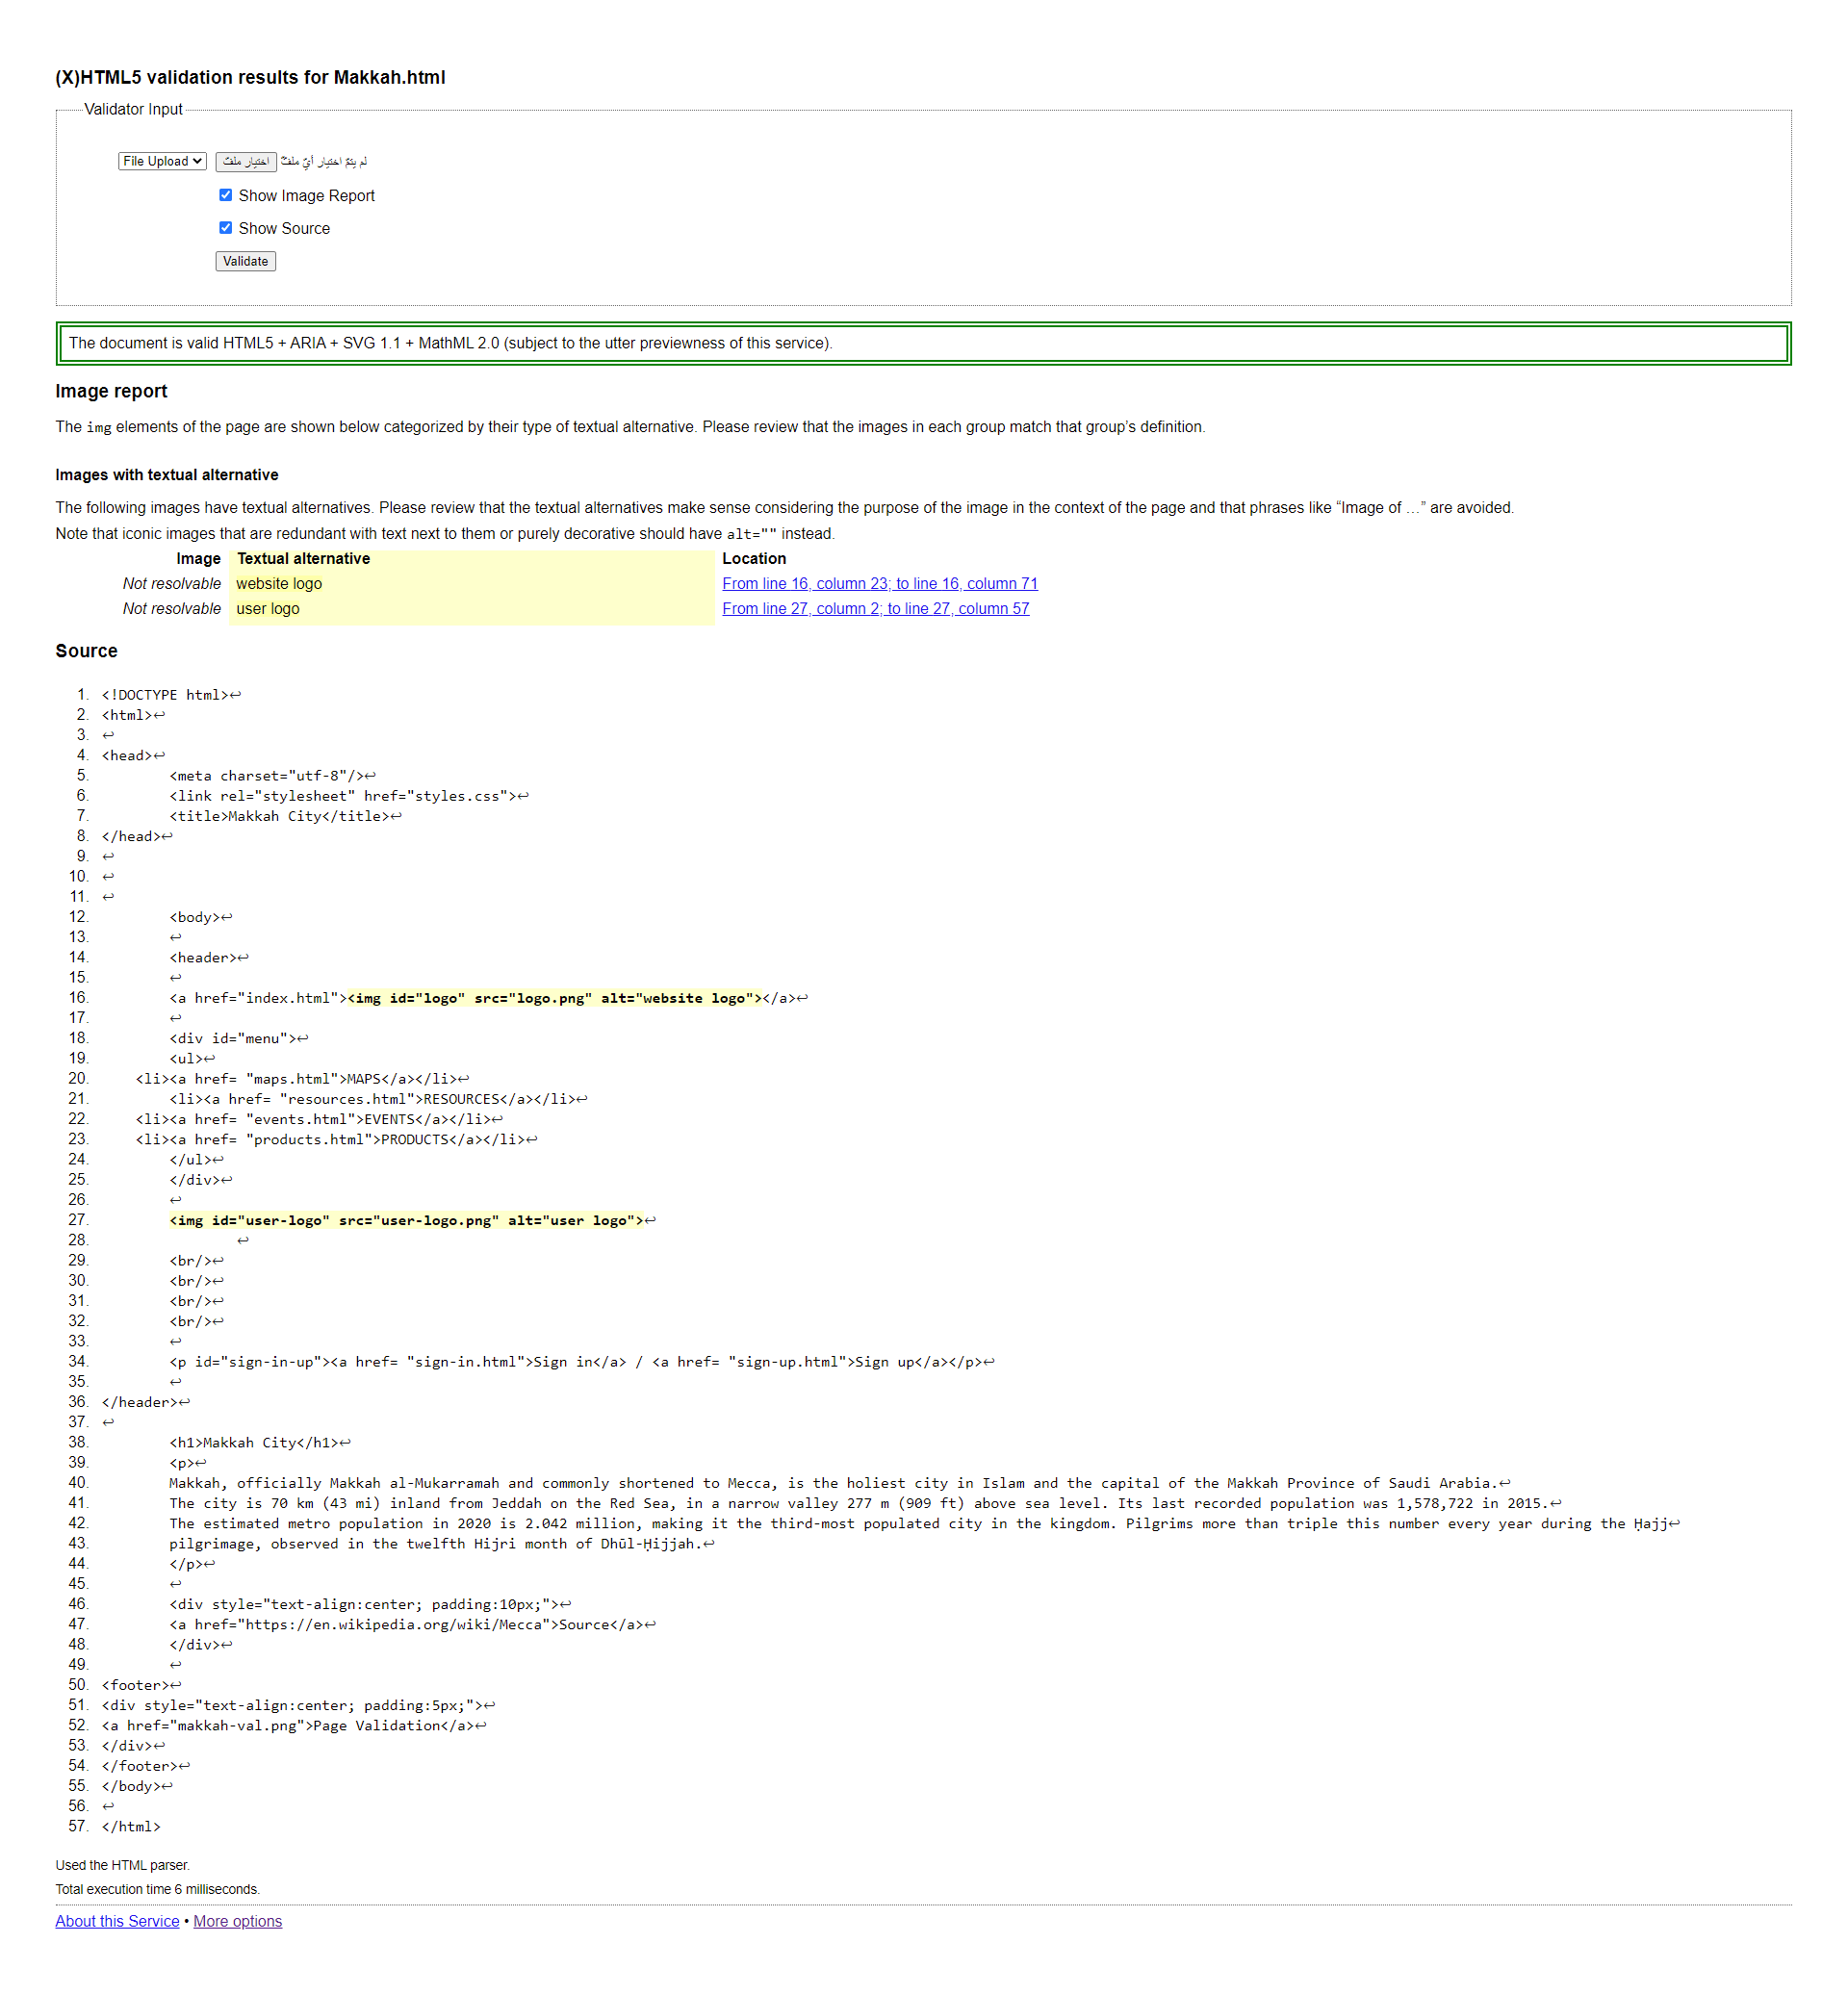 (X)HTML5 validation results for Makkah.html
Validator Input
File Upload اختيار ملفّ لم يتمّ اختيار أيّ ملفّ
Show Image Report
Show Source
Validate
The document is valid HTML5 + ARIA + SVG 1.1 + MathML 2.0 (subject to the utter previewness of this service).
Image report
The img elements of the page are shown below categorized by their type of textual alternative. Please review that the images in each group match that group’s definition.
Images with textual alternative
The following images have textual alternatives. Please review that the textual alternatives make sense considering the purpose of the image in the context of the page and that phrases like “Image of …” are avoided.
Note that iconic images that are redundant with text next to them or purely decorative should have alt="" instead.
Image Textual alternative Location
Not resolvable website logo From line 16, column 23; to line 16, column 71
Not resolvable user logo From line 27, column 2; to line 27, column 57
Source
1. <!DOCTYPE html>↩
2. <html>↩
3. ↩
4. <head>↩
5. <meta charset="utf-8"/>↩
6. <link rel="stylesheet" href="styles.css">↩
7. <title>Makkah City</title>↩
8. </head>↩
9. ↩
10. ↩
11. ↩
12. <body>↩
13. ↩
14. <header>↩
15. ↩
16. <a href="index.html"><img id="logo" src="logo.png" alt="website logo"></a>↩
17. ↩
18. <div id="menu">↩
19. <ul>↩
20. <li><a href= "maps.html">MAPS</a></li>↩
21. <li><a href= "resources.html">RESOURCES</a></li>↩
22. <li><a href= "events.html">EVENTS</a></li>↩
23. <li><a href= "products.html">PRODUCTS</a></li>↩
24. </ul>↩
25. </div>↩
26. ↩
27. <img id="user-logo" src="user-logo.png" alt="user logo">↩
28. ↩
29. <br/>↩
30. <br/>↩
31. <br/>↩
32. <br/>↩
33. ↩
34. <p id="sign-in-up"><a href= "sign-in.html">Sign in</a> / <a href= "sign-up.html">Sign up</a></p>↩
35. ↩
36. </header>↩
37. ↩
38. <h1>Makkah City</h1>↩
39. <p>↩
40. Makkah, officially Makkah al-Mukarramah and commonly shortened to Mecca, is the holiest city in Islam and the capital of the Makkah Province of Saudi Arabia.↩
41. The city is 70 km (43 mi) inland from Jeddah on the Red Sea, in a narrow valley 277 m (909 ft) above sea level. Its last recorded population was 1,578,722 in 2015.↩
42. The estimated metro population in 2020 is 2.042 million, making it the third-most populated city in the kingdom. Pilgrims more than triple this number every year during the Ḥajj↩
43. pilgrimage, observed in the twelfth Hijri month of Dhūl-Ḥijjah.↩
44. </p>↩
45. ↩
46. <div style="text-align:center; padding:10px;">↩
47. <a href="https://en.wikipedia.org/wiki/Mecca">Source</a>↩
48. </div>↩
49. ↩
50. <footer>↩
51. <div style="text-align:center; padding:5px;">↩
52. <a href="makkah-val.png">Page Validation</a>↩
53. </div>↩
54. </footer>↩
55. </body>↩
56. ↩
57. </html>
Used the HTML parser.
Total execution time 6 milliseconds.
About this Service • More options